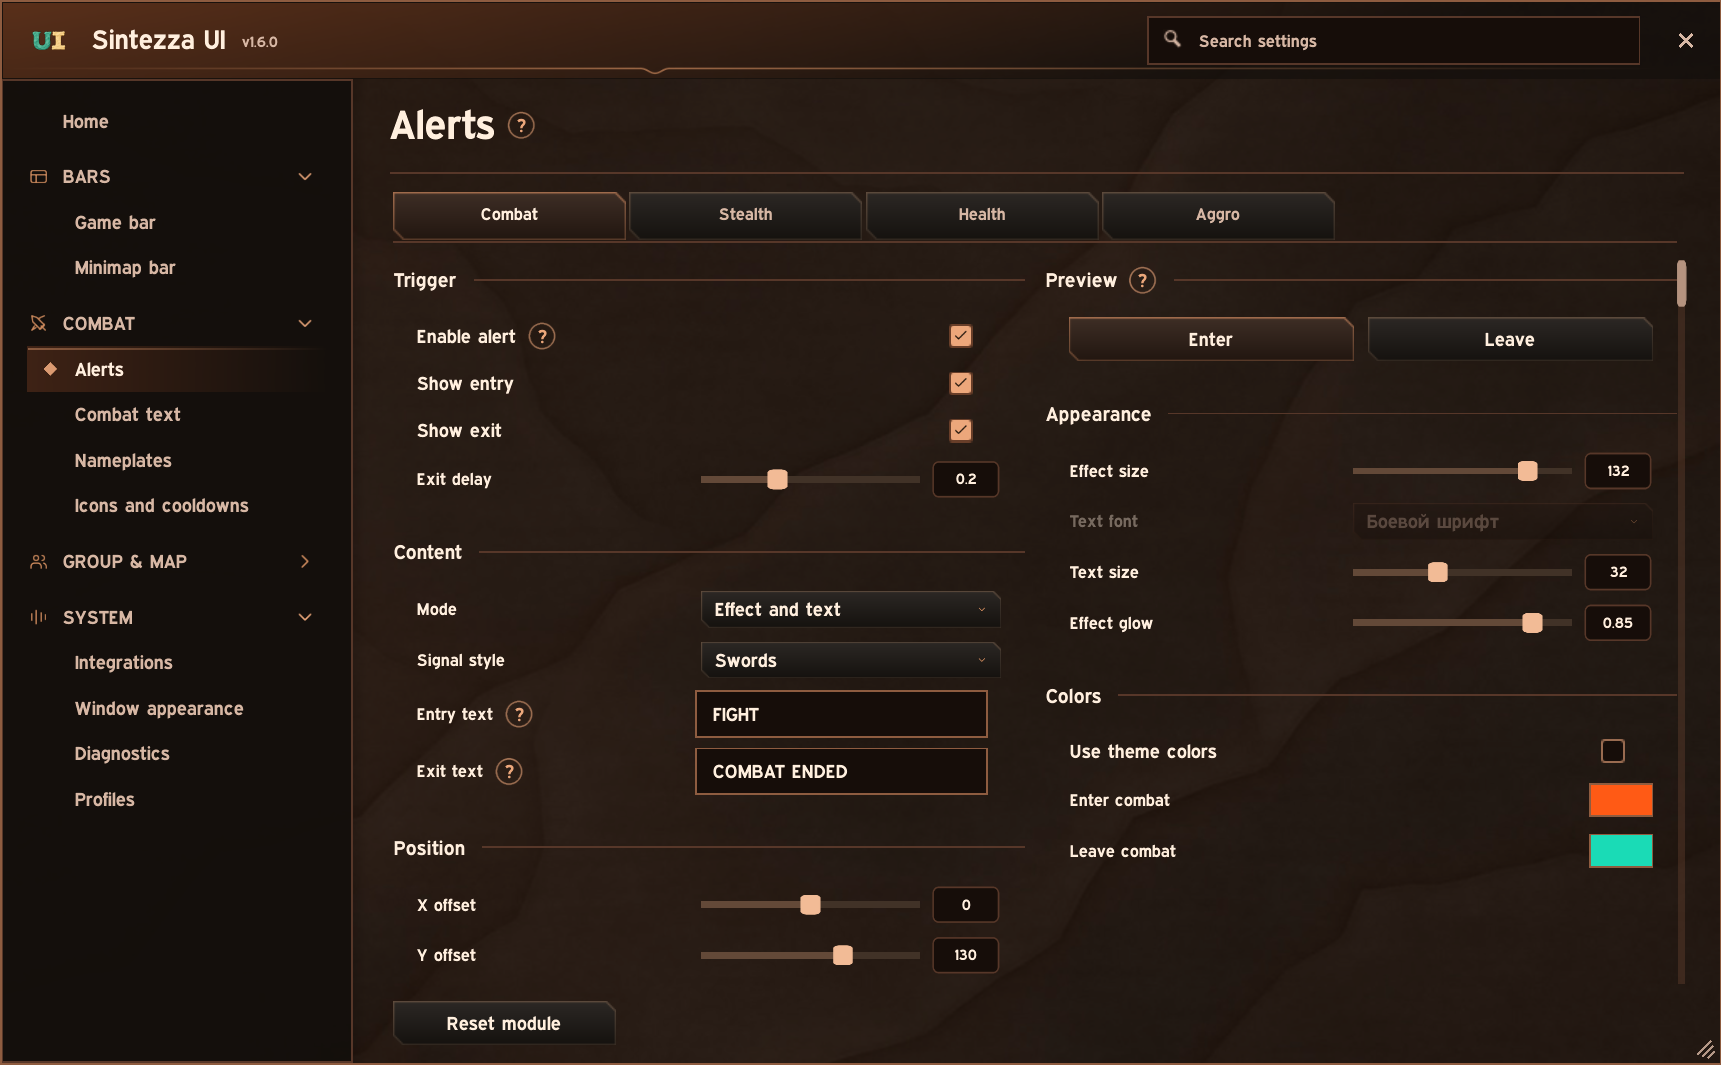 UI Sintezza UI v1.6.0
Search settings
Home
BARS
Game bar
Minimap bar
COMBAT
Alerts
Combat text
Nameplates
Icons and cooldowns
GROUP & MAP
SYSTEM
Integrations
Window appearance
Diagnostics
Profiles
Alerts ?
Combat
Stealth
Health
Aggro
Trigger
Enable alert ?
Show entry
Show exit
Exit delay 0.2
Content
Mode Effect and text
Signal style Swords
Entry text ? FIGHT
Exit text ? COMBAT ENDED
Position
X offset 0
Y offset 130
Reset module
Preview ?
Enter
Leave
Appearance
Effect size 132
Text font Боевой шрифт
Text size 32
Effect glow 0.85
Colors
Use theme colors
Enter combat
Leave combat